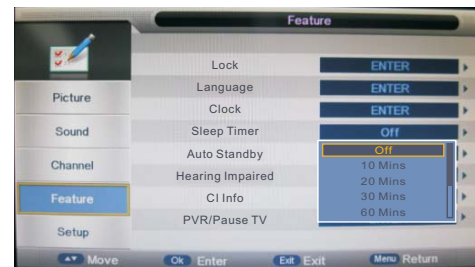 Feature
Picture
Sound
Channel
Feature
Setup
Lock ENTER
Language ENTER
Clock ENTER
Sleep Timer Off
Auto Standby
Hearing Impaired
CI Info
PVR/Pause TV
Off
10 Mins
20 Mins
30 Mins
60 Mins
Move Ok Enter Exit Exit Menu Return